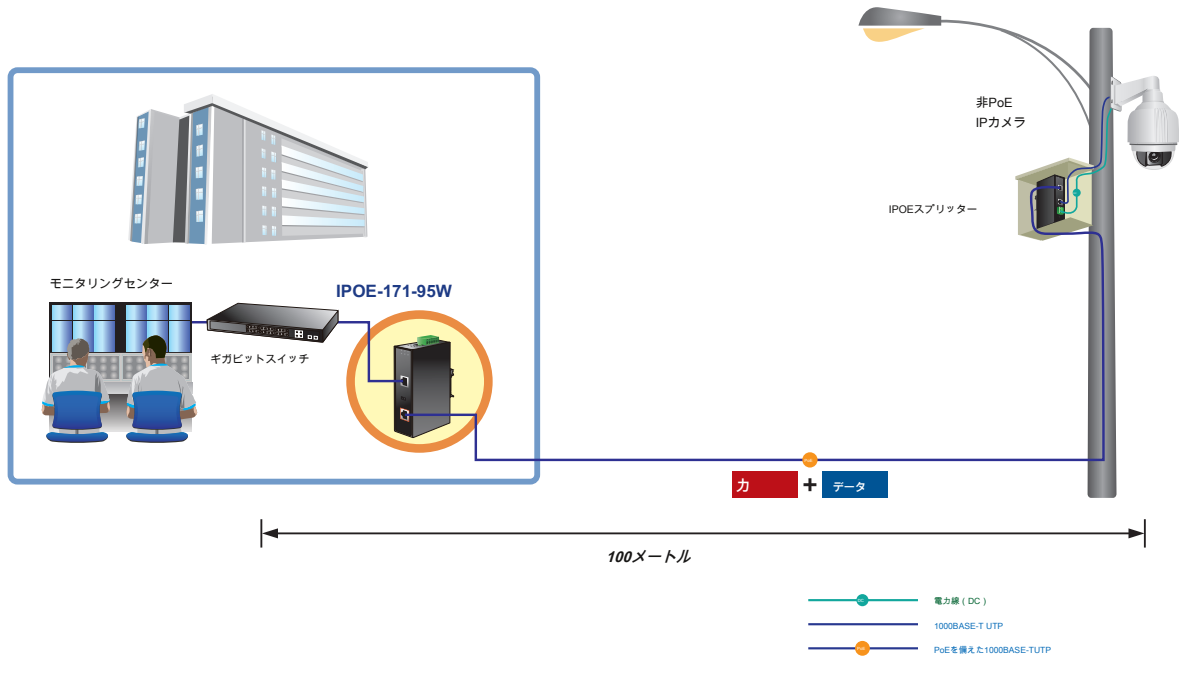 非PoE
IPカメラ
IPOEスプリッター
モニタリングセンター
IPOE-171-95W
ギガビットスイッチ
PoE
力 + データ
100メートル
DC 電力線 ( DC )
1000BASE-T UTP
PoE PoEを備えた1000BASE-TUTP